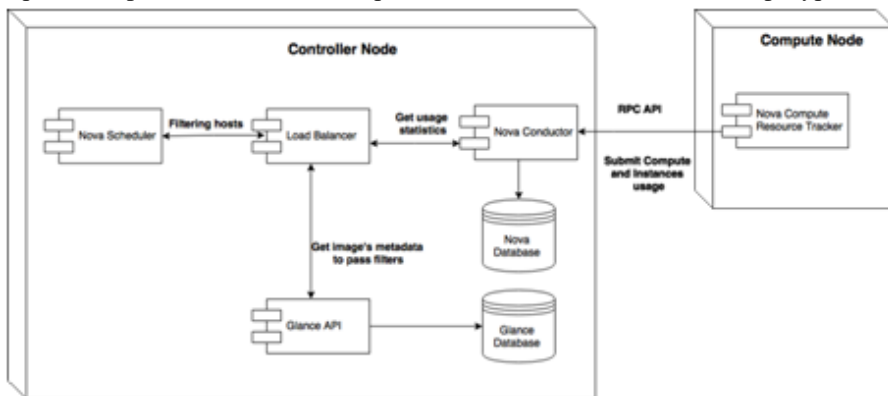 Controller Node
Compute Node
Nova Scheduler
Filtering hosts
Load Balancer
Get usage
statistics
Nova Conductor
RPC API
Nova Compute
Resource Tracker
Submit Compute
and Instances
usage
Get image's metadata
to pass filters
Nova
Database
Glance API
Glance
Database